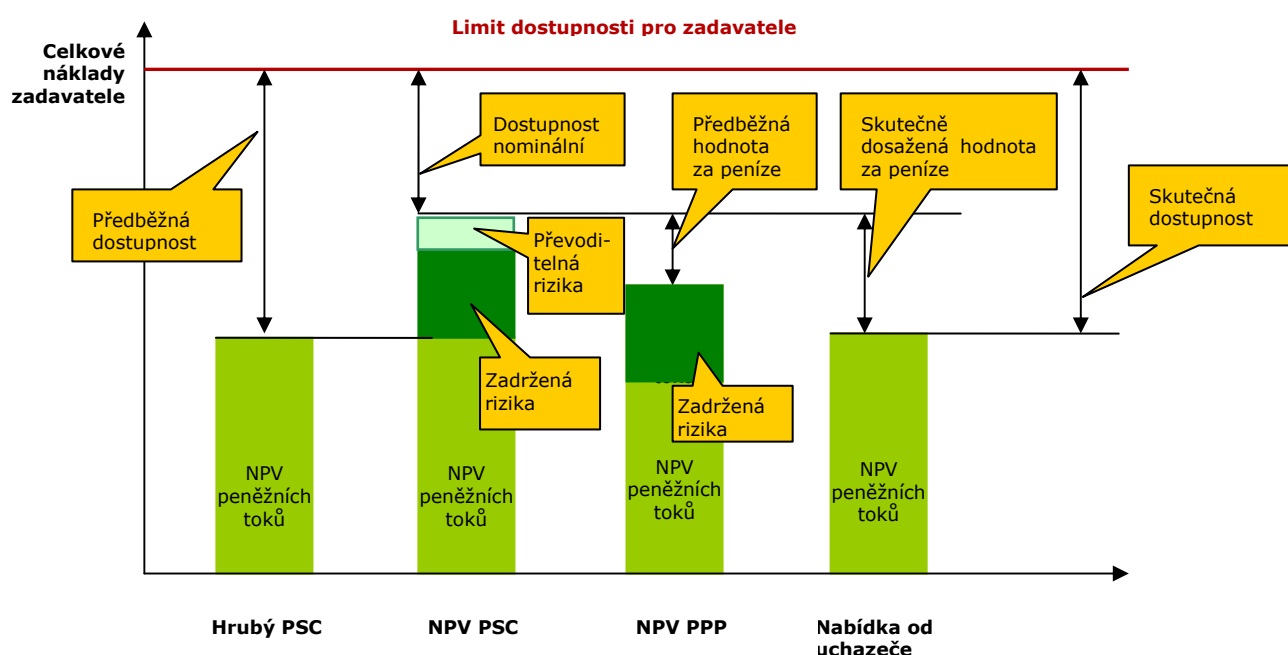 Limit dostupnosti pro zadavatele
Celkové
náklady
zadavatele
Dostupnost
nominální
Předběžná
hodnota
za peníze
Skutečně
dosažená hodnota
za peníze
Skutečná
dostupnost
Předběžná
dostupnost
Převodi-
telná
rizika
Zadržená
rizika
Zadržená
rizika
NPV
peněžních
toků
NPV
peněžních
toků
NPV
peněžních
toků
NPV
peněžních
toků
Hrubý PSC
NPV PSC
NPV PPP
Nabídka od
uchazeče